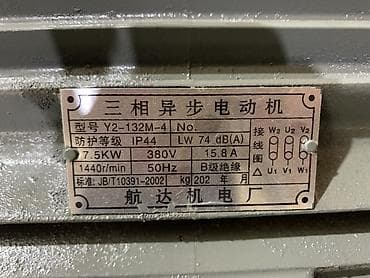 三相异步电动机
型号 Y2-132M-4 No.
防护等级 IP44 LW 74 dB(A)
7.5KW 380V 15.8A
1440r/min 50Hz B级绝缘
标准: JB/T10391-2002 kg 202 年 月
航达机电厂
接线图 △
W2 U2 V2
U1 V1 W1